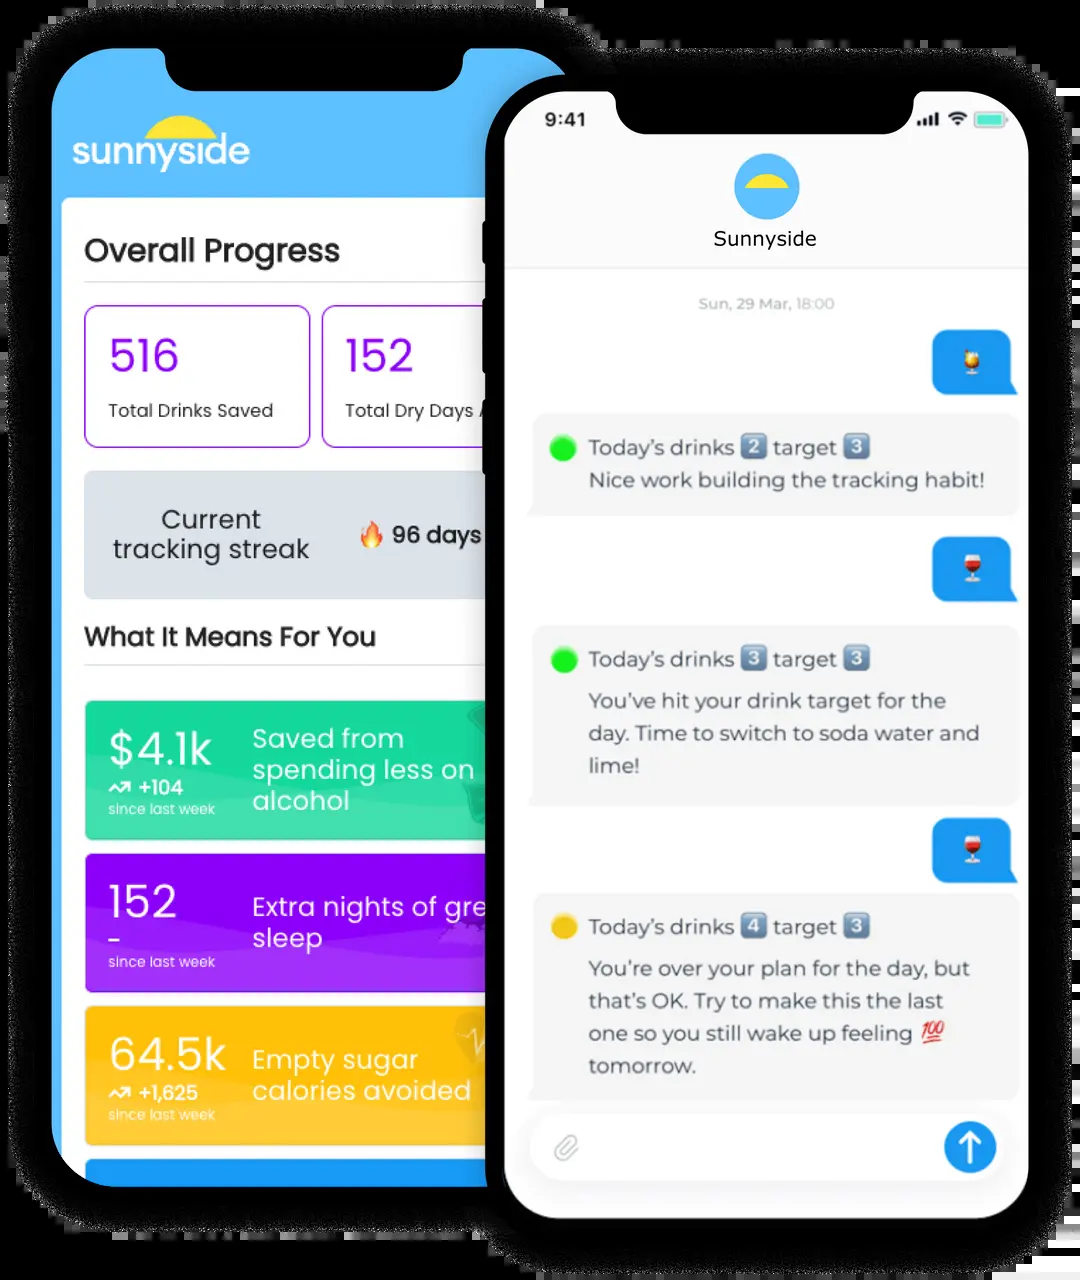 sunnyside
Overall Progress
516
Total Drinks Saved
152
Total Dry Days
Current
tracking streak
🔥 96 days
What It Means For You
$4.1k
+104
since last week
Saved from
spending less on
alcohol
152
–
since last week
Extra nights of gre
sleep
64.5k
+1,625
since last week
Empty sugar
calories avoided
9:41
Sunnyside
Sun, 29 Mar, 18:00
Today’s drinks 2️⃣ target 3️⃣
Nice work building the tracking habit!
🍷
Today’s drinks 3️⃣ target 3️⃣
You’ve hit your drink target for the
day. Time to switch to soda water and
lime!
🍷
Today’s drinks 4️⃣ target 3️⃣
You’re over your plan for the day, but
that’s OK. Try to make this the last
one so you still wake up feeling 💯
tomorrow.